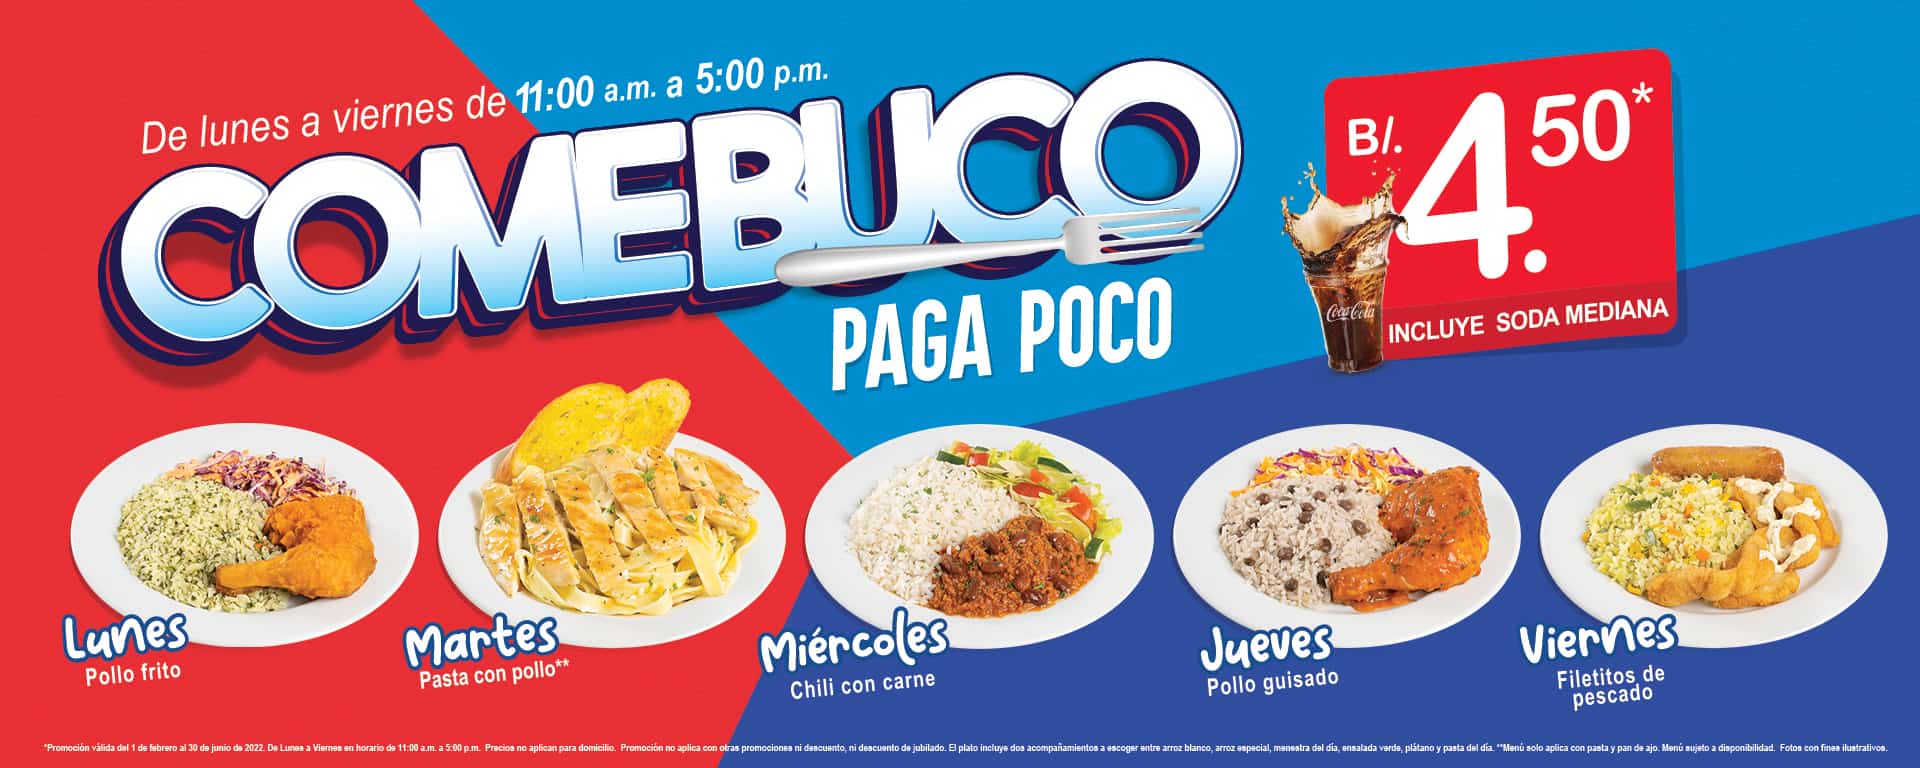 De lunes a viernes de 11:00 a.m. a 5:00 p.m.
COMEBUCO
PAGA POCO
B/. 4.50*
Coca-Cola
INCLUYE SODA MEDIANA
Lunes
Pollo frito
Martes
Pasta con pollo**
Miércoles
Chili con carne
Jueves
Pollo guisado
Viernes
Filetitos de
pescado
*Promoción válida del 1 de febrero al 30 de junio de 2022. De Lunes a Viernes en horario de 11:00 a.m. a 5:00 p.m. Precios no aplican para domicilio. Promoción no aplica con otras promociones ni descuento, ni descuento de jubilado. El plato incluye dos acompañamientos a escoger entre arroz blanco, arroz especial, menestra del día, ensalada verde, plátano y pasta del día. **Menú solo aplica con pasta y pan de ajo. Menú sujeto a disponibilidad. Fotos con fines ilustrativos.